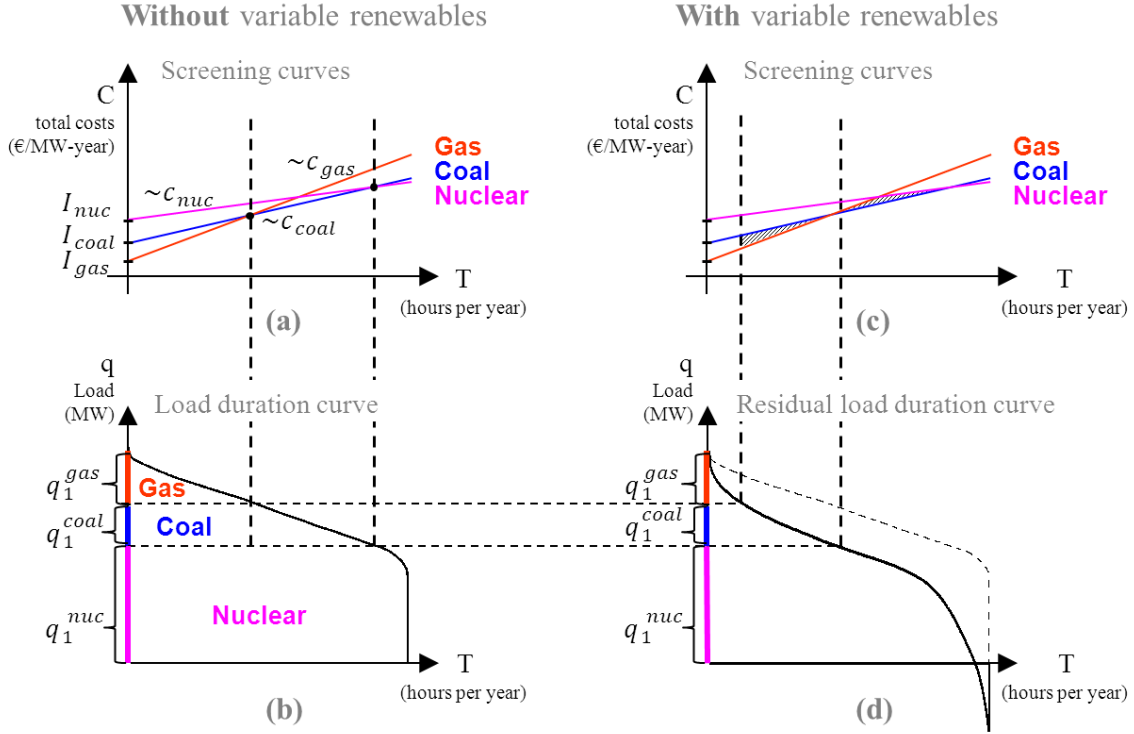 Without variable renewables
With variable renewables
Screening curves
C
total costs
(€/MW-year)
Gas
Coal
Nuclear
~c_gas
~c_nuc
~c_coal
I_nuc
I_coal
I_gas
T
(hours per year)
(a)
Screening curves
C
total costs
(€/MW-year)
Gas
Coal
Nuclear
T
(hours per year)
(c)
q
Load
(MW)
Load duration curve
q_1^gas
q_1^coal
q_1^nuc
Gas
Coal
Nuclear
T
(hours per year)
(b)
q
Load
(MW)
Residual load duration curve
q_1^gas
q_1^coal
q_1^nuc
T
(hours per year)
(d)